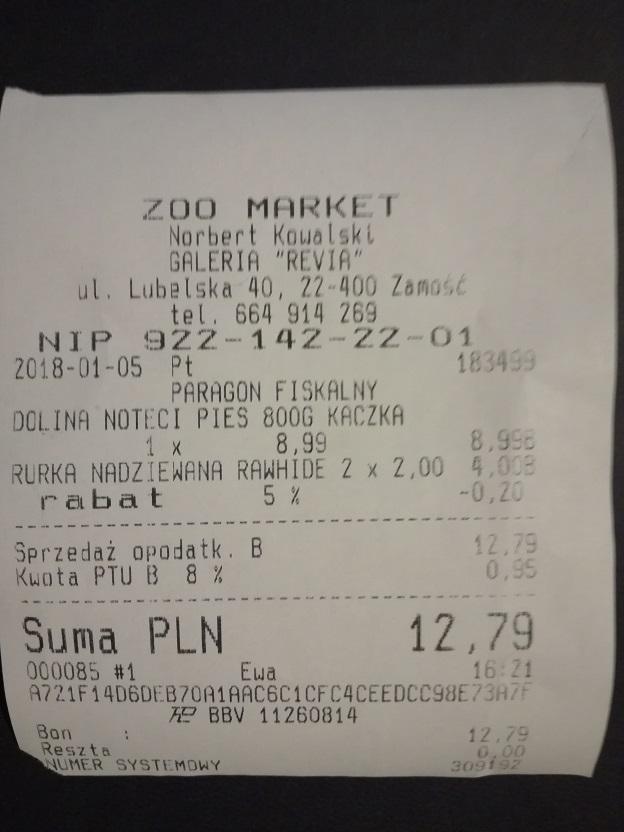 ZOO MARKET
Norbert Kowalski
GALERIA "REVIA"
ul. Lubelska 40, 22-400 Zamość
tel. 664 914 269
NIP 922-142-22-01
2018-01-05 Pt 183499
PARAGON FISKALNY
DOLINA NOTECI PIES 800G KACZKA
1 x 8,99 8,99B
RURKA NADZIEWANA RAWHIDE 2 x 2,00 4,00B
rabat 5 % -0,20
Sprzedaż opodatk. B 12,79
Kwota PTU B 8 % 0,95
Suma PLN 12,79
000085 #1 Ewa 16:21
A721F14D6DEB70A1AAC6C1CFC4CEEDCC98E73A7F
BBV 11260814
Bon : 12,79
Reszta 0,00
NUMER SYSTEMOWY 309192